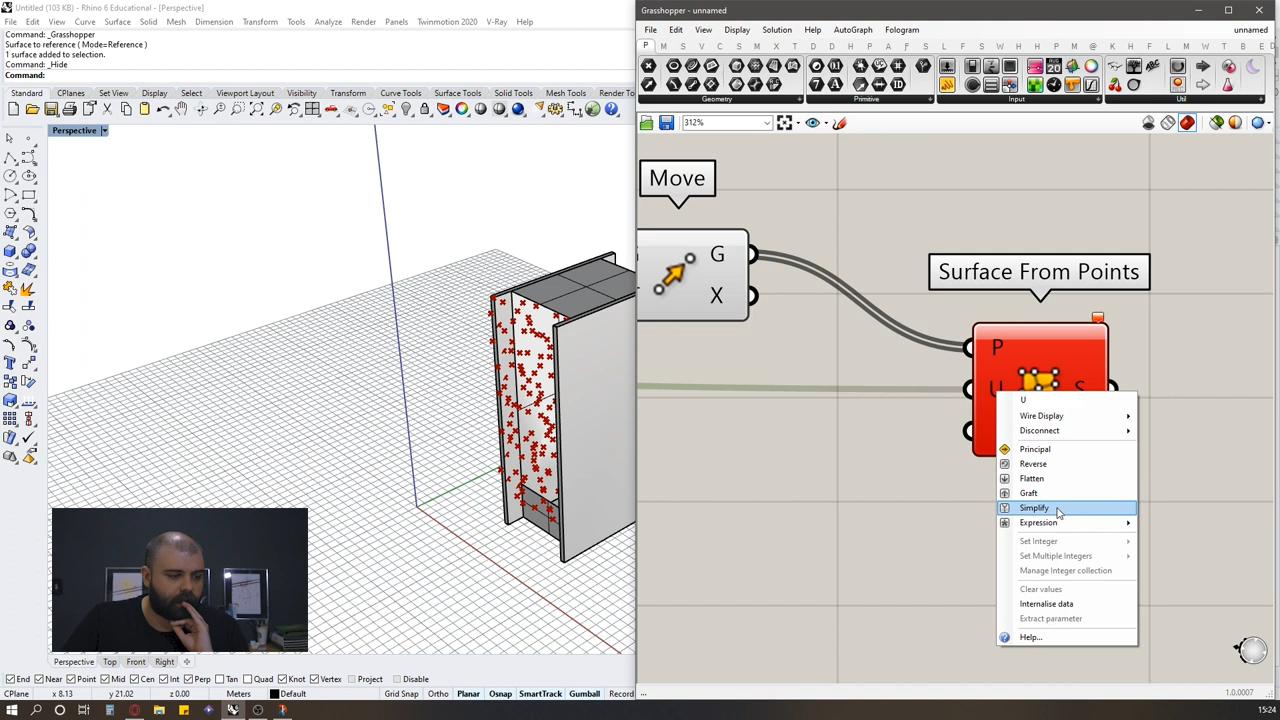 Untitled (103 KB) - Rhino 6 Educational - [Perspective]
File Edit View Curve Surface Solid Mesh Dimension Transform Tools Analyze Render Panels Twinmotion 2020 V-Ray Help
Command: _Grasshopper
Surface to reference ( Mode=Reference )
1 surface added to selection.
Command: _Hide
Command:
Standard CPlanes Set View Display Select Viewport Layout Visibility Transform Curve Tools Surface Tools Solid Tools Mesh Tools Render To
Perspective
Grasshopper - unnamed
File Edit View Display Solution Help AutoGraph Fologram unnamed
Geometry Primitive Input Util
312%
Move
G
X
Surface From Points
P
U S
U
Wire Display
Disconnect
Principal
Reverse
Flatten
Graft
Simplify
Expression
Set Integer
Set Multiple Integers
Manage Integer collection
Clear values
Internalise data
Extract parameter
Help...
1.0.0007
Perspective Top Front Right
End Near Point Mid Cen Int Perp Tan Quad Knot Vertex Project Disable
CPlane x 8.13 y 21.02 z 0.00 Meters Default Grid Snap Ortho Planar Osnap SmartTrack Gumball Record
15:24